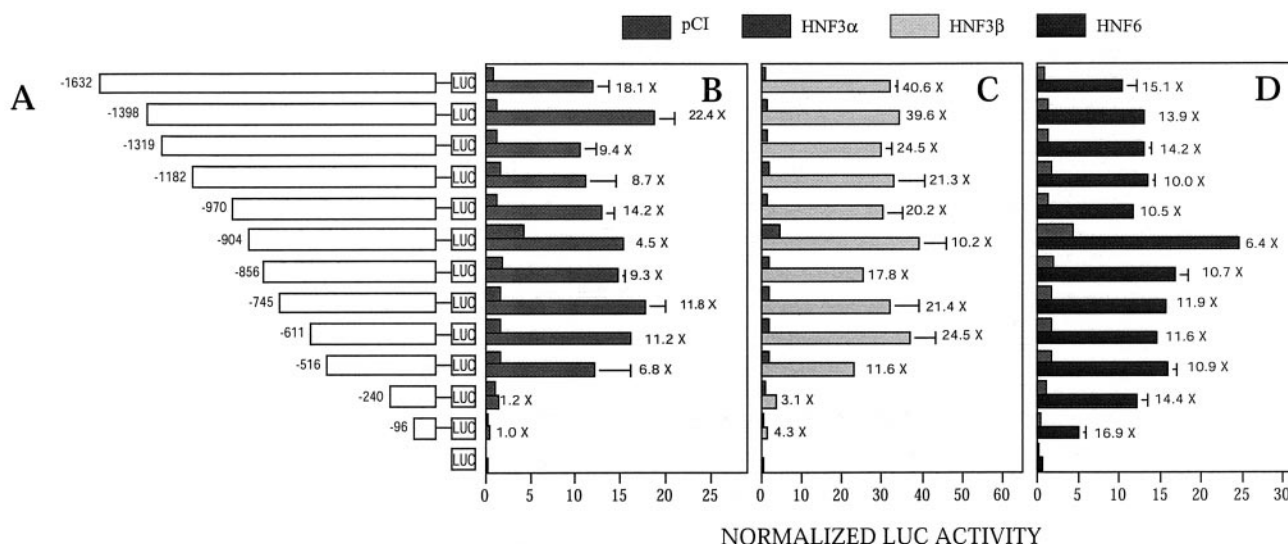 pCI HNF3α HNF3β HNF6
A B C D
-1632 LUC 18.1 X 40.6 X 15.1 X
-1398 LUC 22.4 X 39.6 X 13.9 X
-1319 LUC 9.4 X 24.5 X 14.2 X
-1182 LUC 8.7 X 21.3 X 10.0 X
-970 LUC 14.2 X 20.2 X 10.5 X
-904 LUC 4.5 X 10.2 X 6.4 X
-856 LUC 9.3 X 17.8 X 10.7 X
-745 LUC 11.8 X 21.4 X 11.9 X
-611 LUC 11.2 X 24.5 X 11.6 X
-516 LUC 6.8 X 11.6 X 10.9 X
-240 LUC 1.2 X 3.1 X 14.4 X
-96 LUC 1.0 X 4.3 X 16.9 X
LUC
0 5 10 15 20 25 0 10 20 30 40 50 60 0 5 10 15 20 25 30
NORMALIZED LUC ACTIVITY